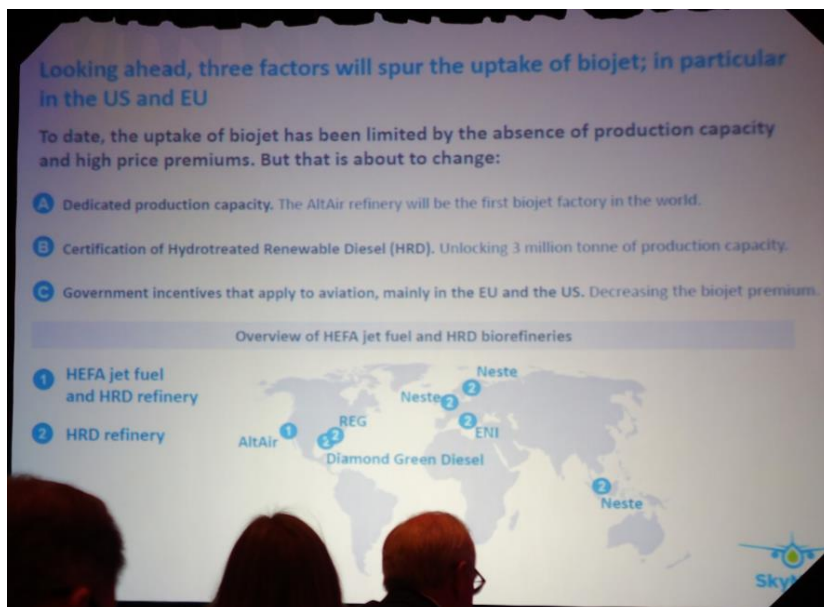 Looking ahead, three factors will spur the uptake of biojet; in particular
in the US and EU
To date, the uptake of biojet has been limited by the absence of production capacity
and high price premiums. But that is about to change:
A Dedicated production capacity. The AltAir refinery will be the first biojet factory in the world.
B Certification of Hydrotreated Renewable Diesel (HRD). Unlocking 3 million tonne of production capacity.
C Government incentives that apply to aviation, mainly in the EU and the US. Decreasing the biojet premium.
Overview of HEFA jet fuel and HRD biorefineries
1 HEFA jet fuel
and HRD refinery
2 HRD refinery
Neste
2
Neste 2
REG
AltAir 1
2 2
2
ENI
Diamond Green Diesel
2
Neste
Sky